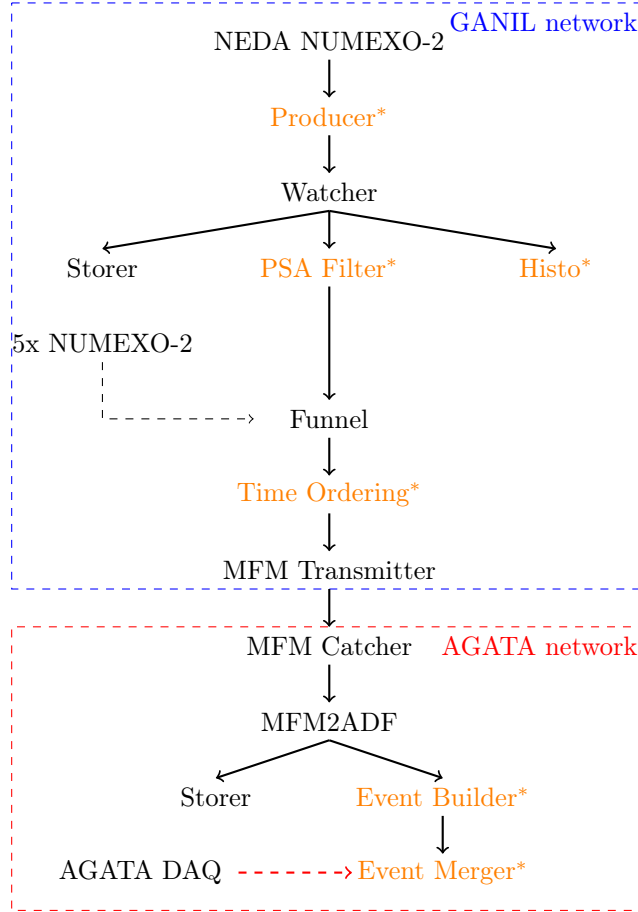 GANIL network
NEDA NUMEXO-2
Producer*
Watcher
Storer
PSA Filter*
Histo*
5x NUMEXO-2
Funnel
Time Ordering*
MFM Transmitter
MFM Catcher
AGATA network
MFM2ADF
Storer
Event Builder*
AGATA DAQ
Event Merger*